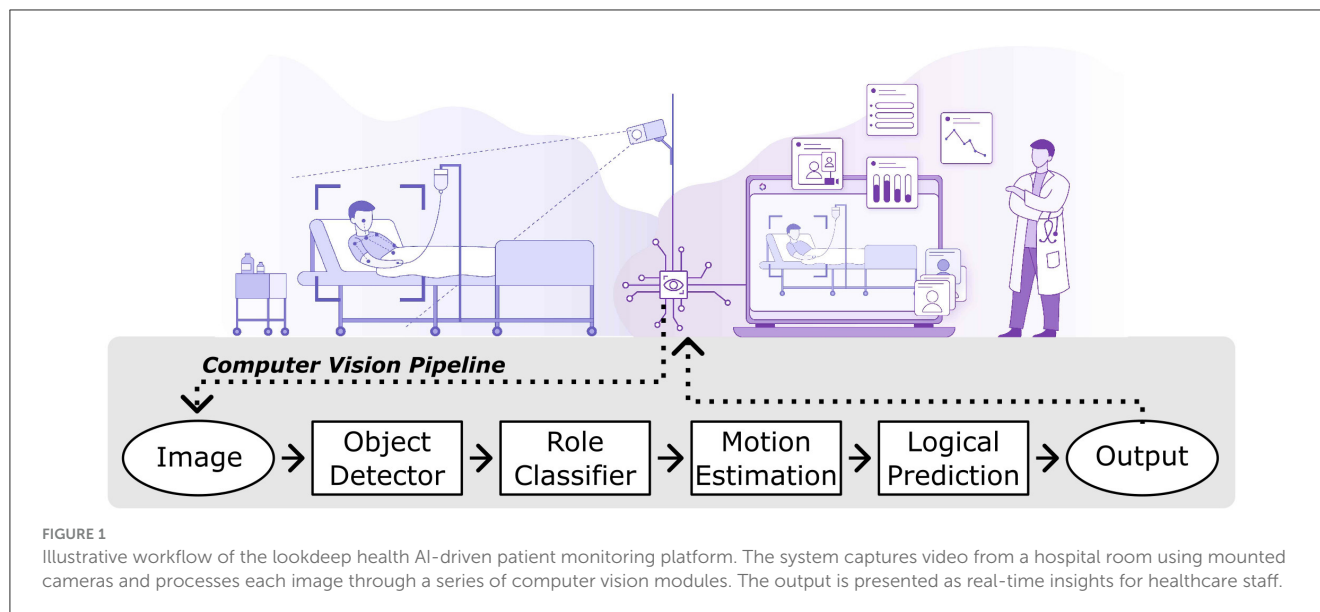 Computer Vision Pipeline
Image
Object
Detector
Role
Classifier
Motion
Estimation
Logical
Prediction
Output
FIGURE 1
Illustrative workflow of the lookdeep health AI-driven patient monitoring platform. The system captures video from a hospital room using mounted
cameras and processes each image through a series of computer vision modules. The output is presented as real-time insights for healthcare staff.